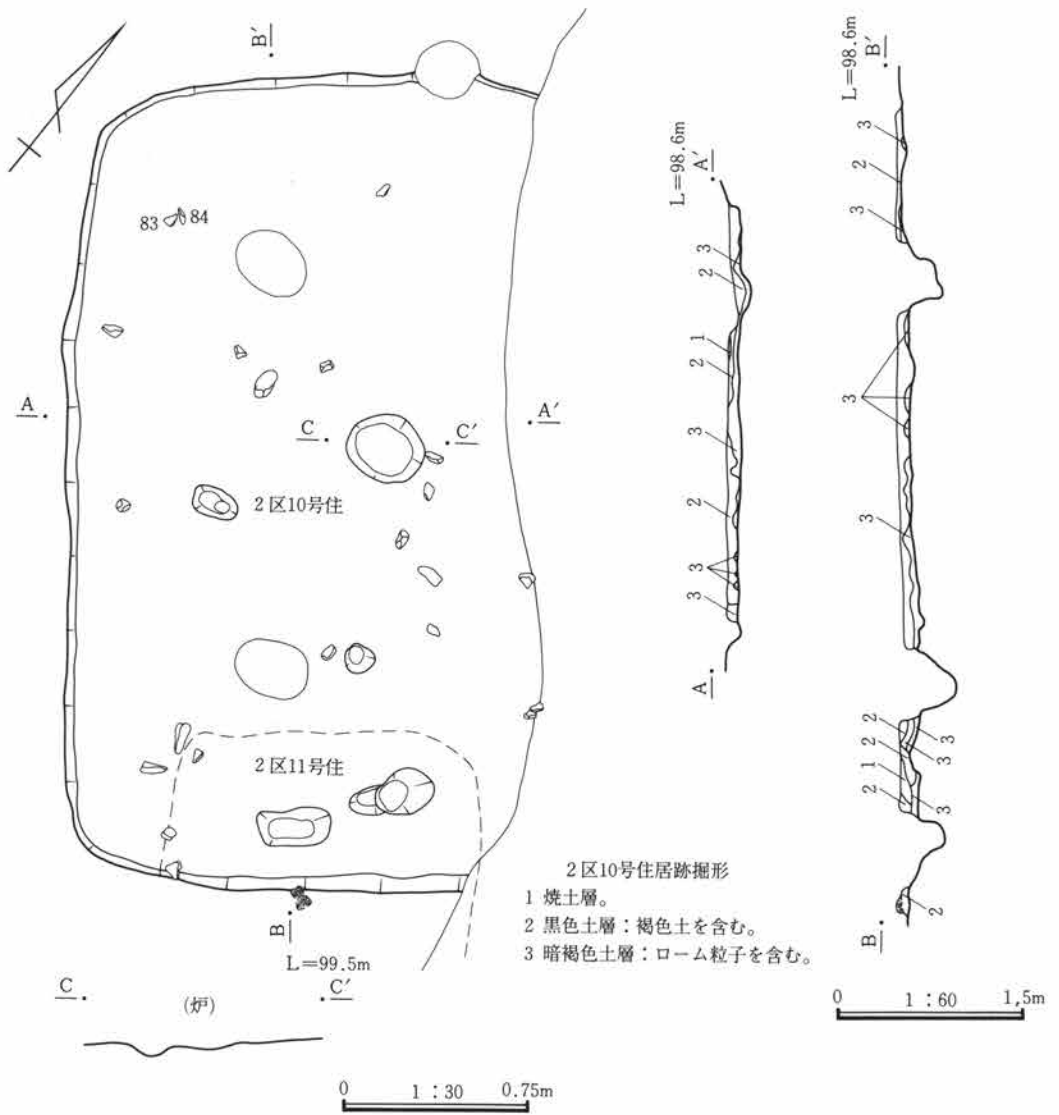 B′
83 84
A
A′
C
C′
2区10号住
2区11号住
B
L=99.5m
C
C′
(炉)
0 1:30 0.75m
L=98.6m
A′
3
2
1
2
3
2
3
3
A
L=98.6m
B′
3
2
3
3
3
2
2
1
2
3
3
3
2
B
2区10号住居跡掘形
1 焼土層。
2 黒色土層:褐色土を含む。
3 暗褐色土層:ローム粒子を含む。
0 1:60 1,5m